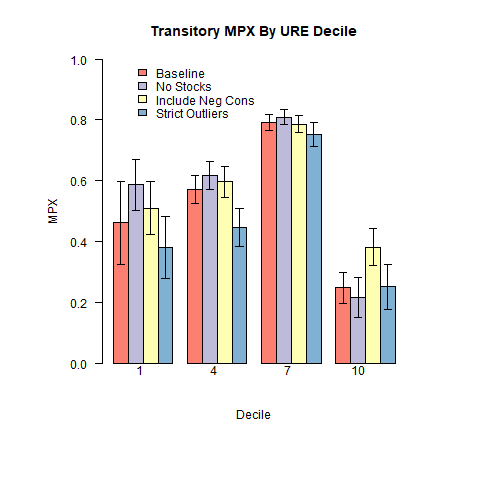 Transitory MPX By URE Decile
MPX
1.0
0.8
0.6
0.4
0.2
0.0
Baseline
No Stocks
Include Neg Cons
Strict Outliers
1 4 7 10
Decile